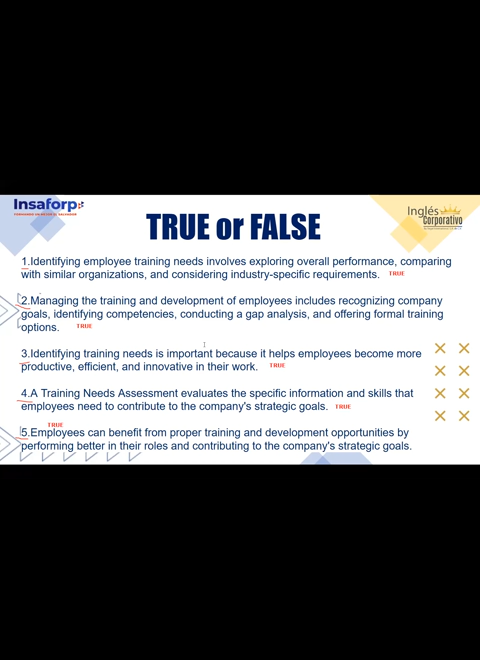 Insaforp
TRUE or FALSE
Inglés
Corporativo
1.Identifying employee training needs involves exploring overall performance, comparing
with similar organizations, and considering industry-specific requirements. TRUE
2.Managing the training and development of employees includes recognizing company
goals, identifying competencies, conducting a gap analysis, and offering formal training
options. TRUE
3.Identifying training needs is important because it helps employees become more
productive, efficient, and innovative in their work. TRUE
4.A Training Needs Assessment evaluates the specific information and skills that
employees need to contribute to the company's strategic goals. TRUE
TRUE
5.Employees can benefit from proper training and development opportunities by
performing better in their roles and contributing to the company's strategic goals.